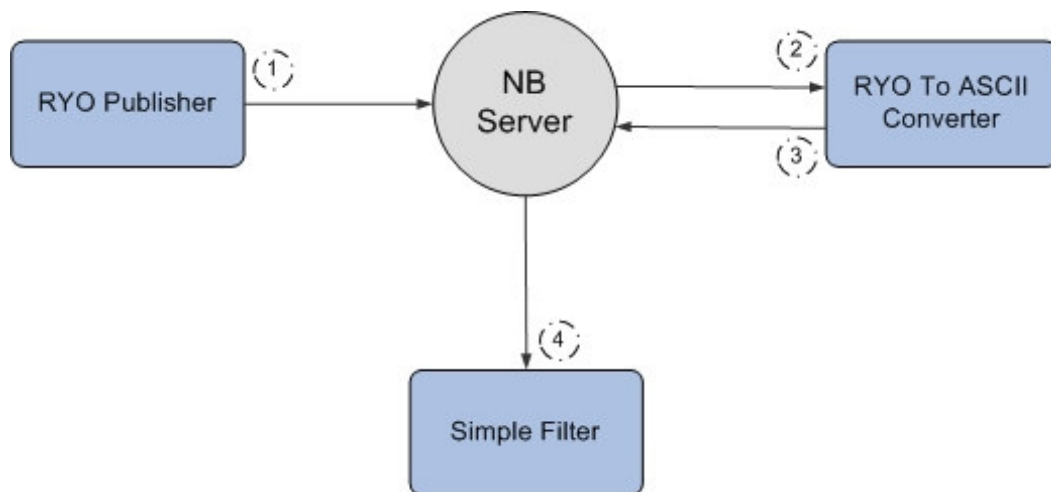 RYO Publisher
1
NB
Server
2
RYO To ASCII
Converter
3
4
Simple Filter